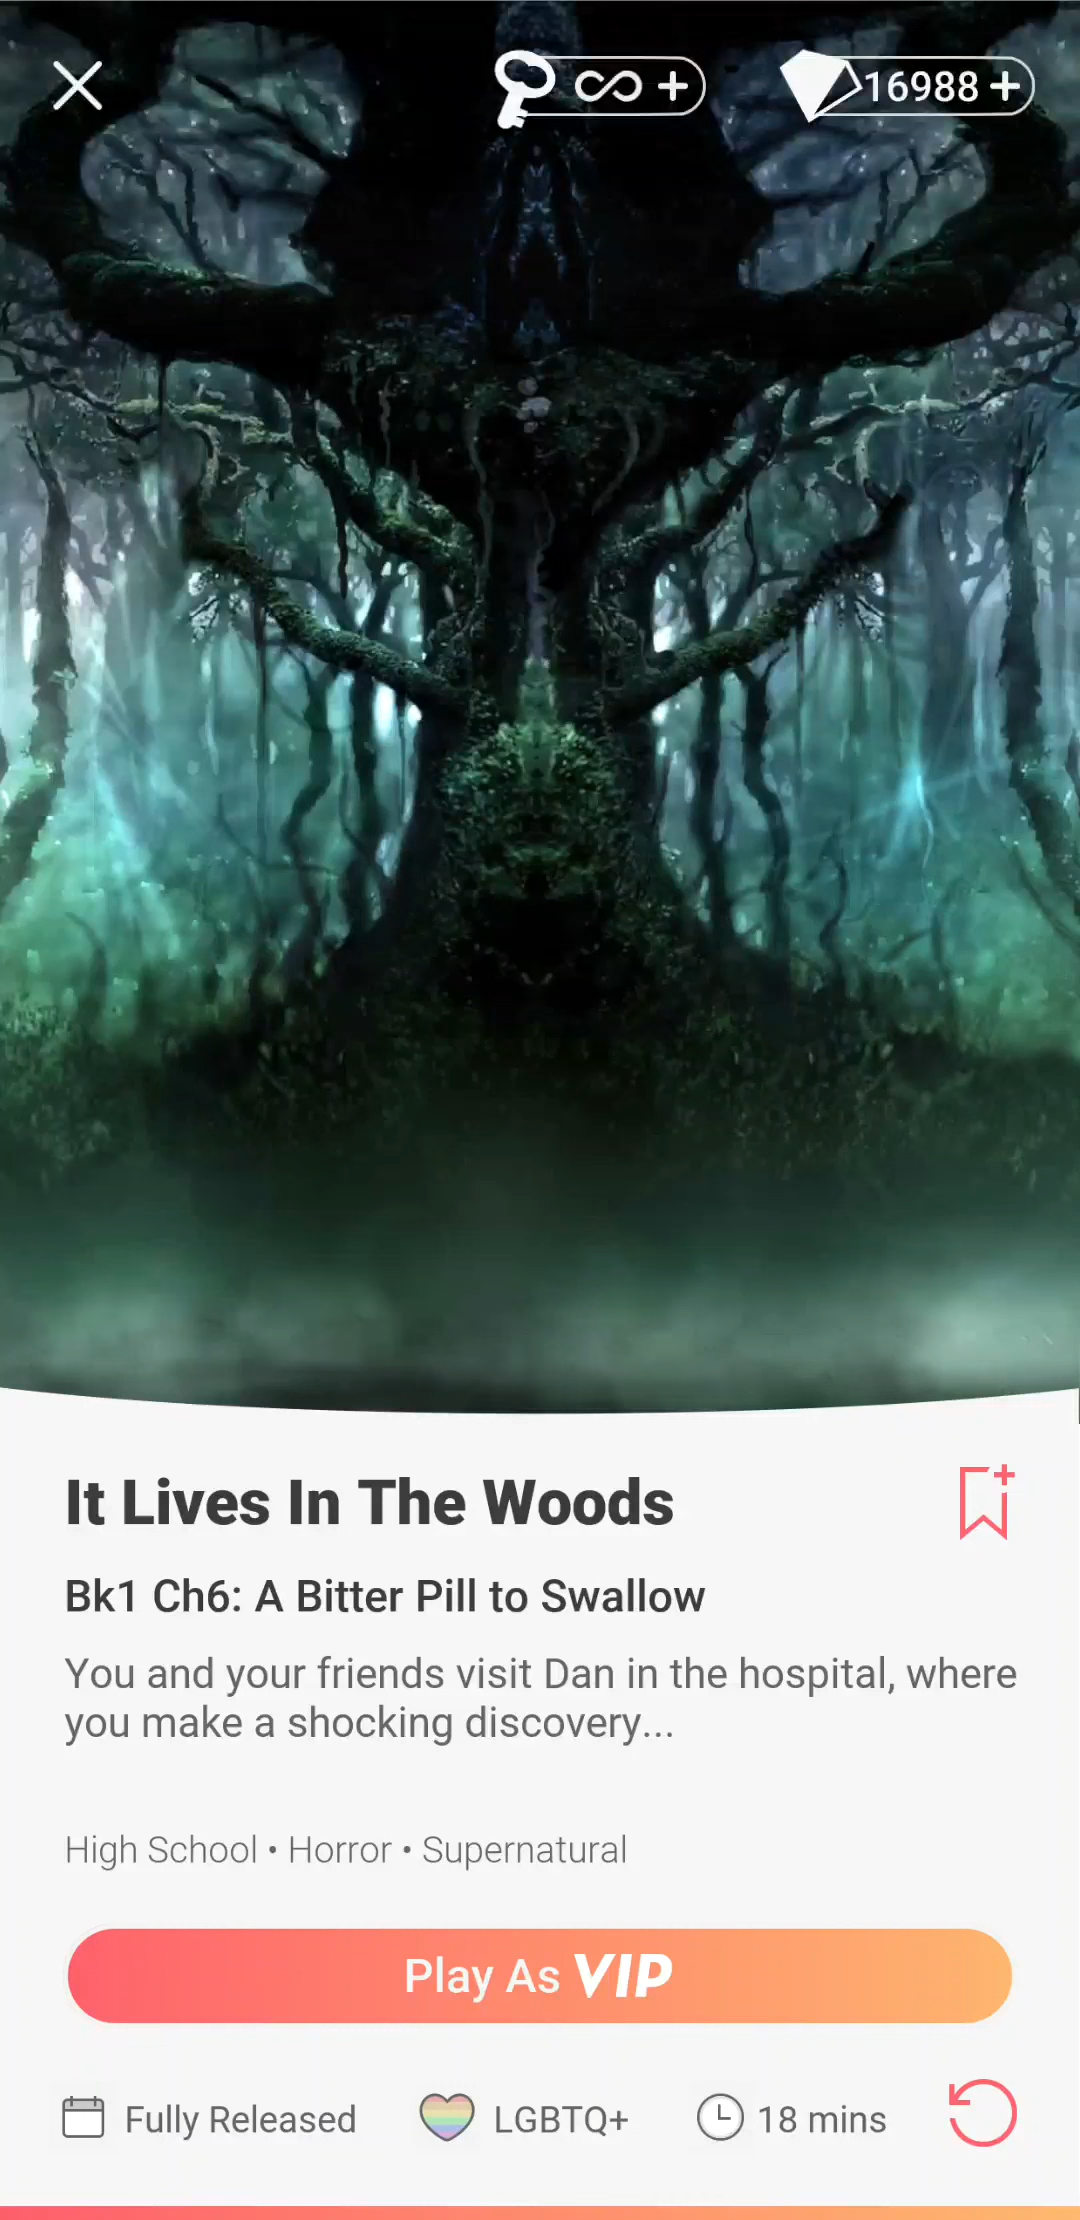 ∞ + 16988 +
It Lives In The Woods
Bk1 Ch6: A Bitter Pill to Swallow
You and your friends visit Dan in the hospital, where
you make a shocking discovery...
High School • Horror • Supernatural
Play As VIP
Fully Released LGBTQ+ 18 mins